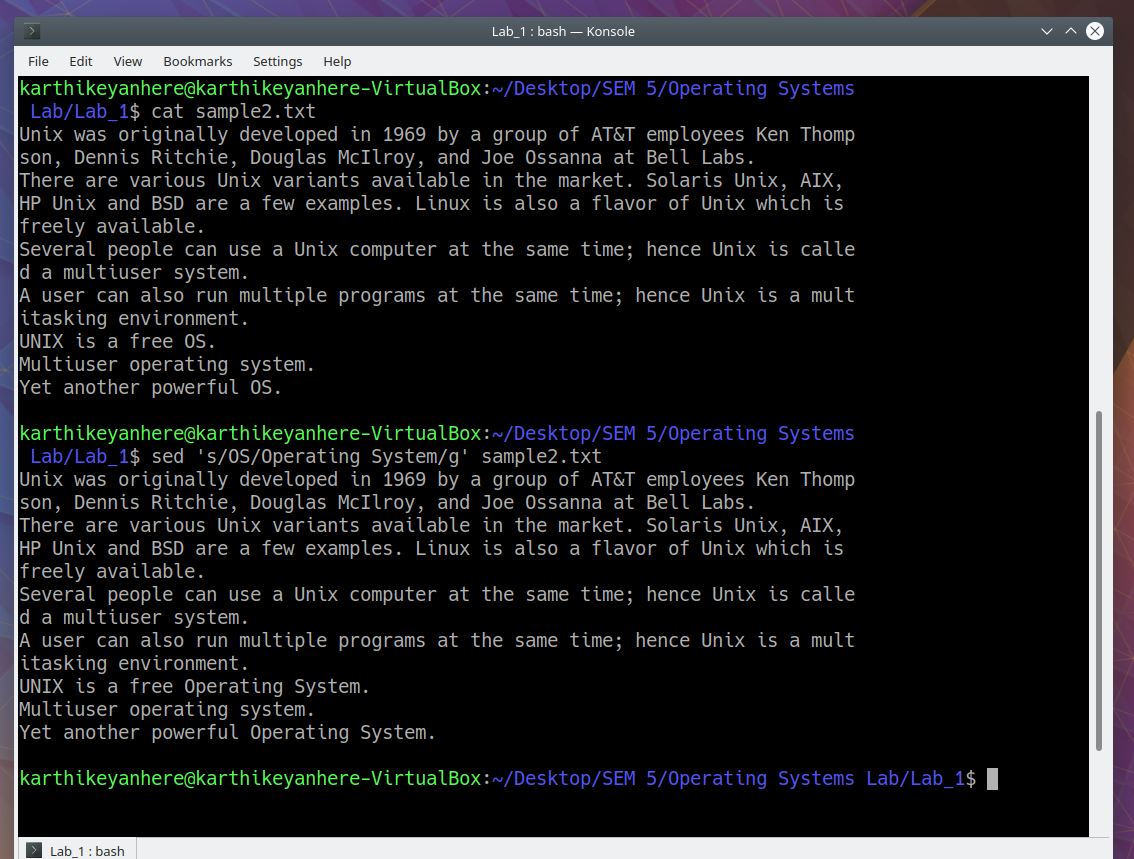 Lab_1 : bash — Konsole
File Edit View Bookmarks Settings Help
karthikeyanhere@karthikeyanhere-VirtualBox:~/Desktop/SEM 5/Operating Systems
 Lab/Lab_1$ cat sample2.txt
Unix was originally developed in 1969 by a group of AT&T employees Ken Thomp
son, Dennis Ritchie, Douglas McIlroy, and Joe Ossanna at Bell Labs.
There are various Unix variants available in the market. Solaris Unix, AIX,
HP Unix and BSD are a few examples. Linux is also a flavor of Unix which is
freely available.
Several people can use a Unix computer at the same time; hence Unix is calle
d a multiuser system.
A user can also run multiple programs at the same time; hence Unix is a mult
itasking environment.
UNIX is a free OS.
Multiuser operating system.
Yet another powerful OS.
karthikeyanhere@karthikeyanhere-VirtualBox:~/Desktop/SEM 5/Operating Systems
 Lab/Lab_1$ sed 's/OS/Operating System/g' sample2.txt
Unix was originally developed in 1969 by a group of AT&T employees Ken Thomp
son, Dennis Ritchie, Douglas McIlroy, and Joe Ossanna at Bell Labs.
There are various Unix variants available in the market. Solaris Unix, AIX,
HP Unix and BSD are a few examples. Linux is also a flavor of Unix which is
freely available.
Several people can use a Unix computer at the same time; hence Unix is calle
d a multiuser system.
A user can also run multiple programs at the same time; hence Unix is a mult
itasking environment.
UNIX is a free Operating System.
Multiuser operating system.
Yet another powerful Operating System.
karthikeyanhere@karthikeyanhere-VirtualBox:~/Desktop/SEM 5/Operating Systems Lab/Lab_1$
Lab_1 : bash